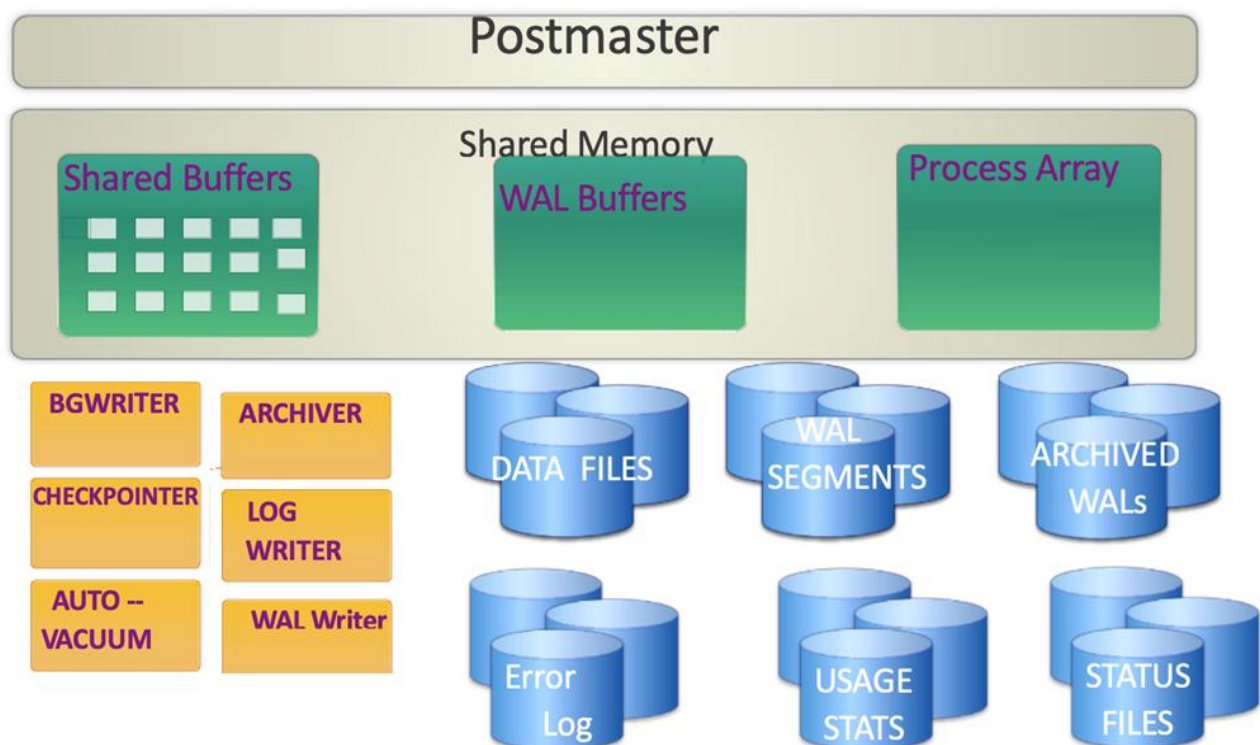 Postmaster
Shared Memory
Shared Buffers
WAL Buffers
Process Array
BGWRITER
ARCHIVER
CHECKPOINTER
LOG
WRITER
AUTO --
VACUUM
WAL Writer
DATA FILES
WAL
SEGMENTS
ARCHIVED
WALs
Error
Log
USAGE
STATS
STATUS
FILES